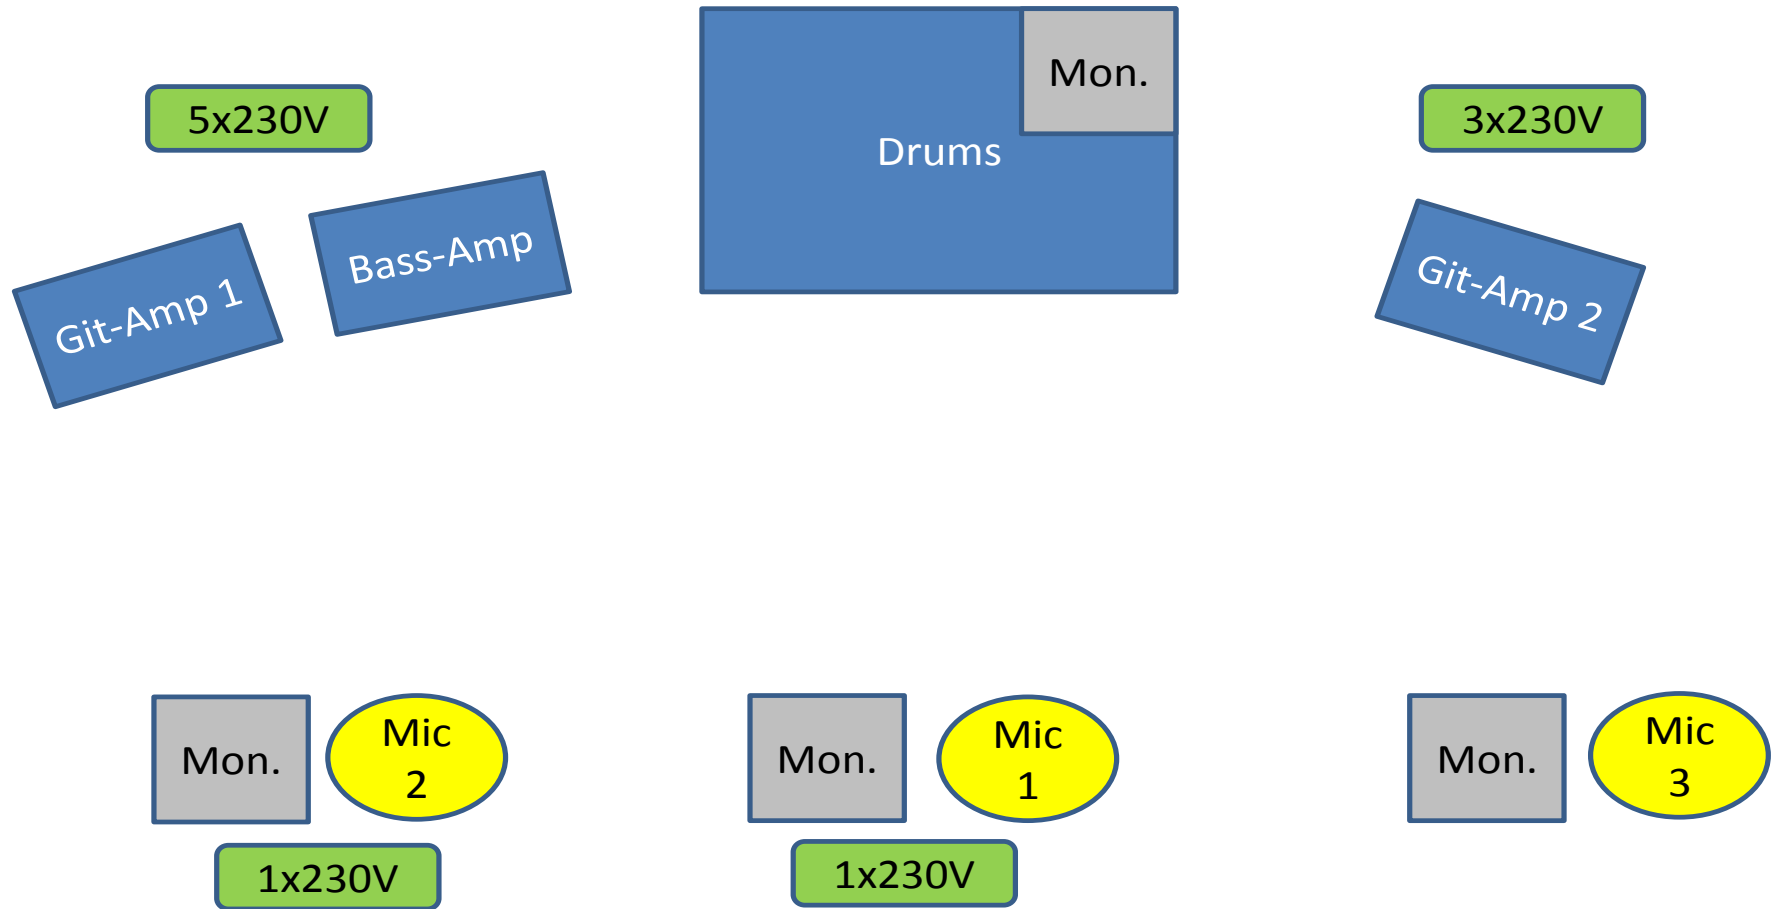 Mon.
5x230V
3x230V
Drums
Bass-Amp
Git-Amp 1
Git-Amp 2
Mon.
Mic
2
Mon.
Mic
1
Mon.
Mic
3
1x230V
1x230V